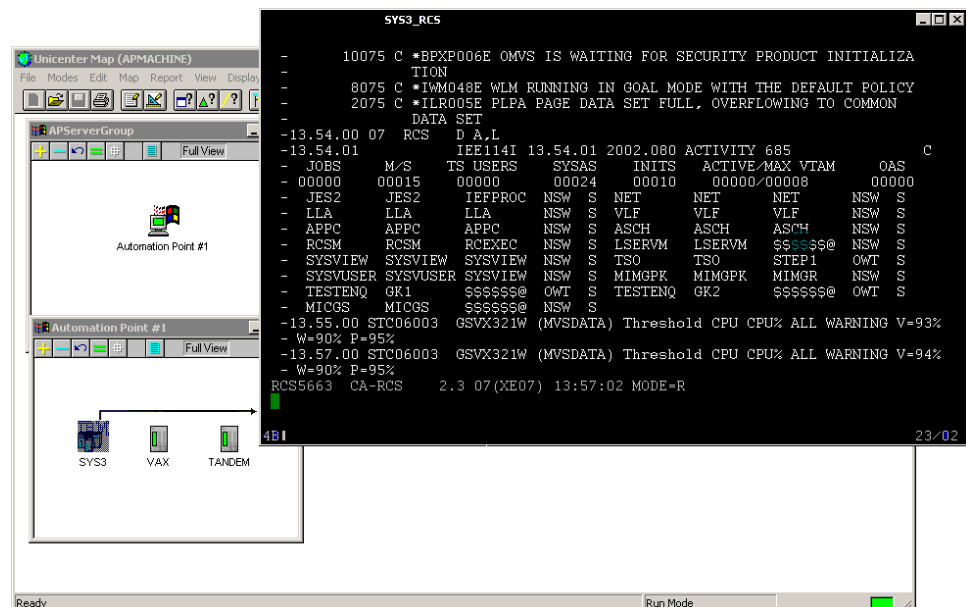 SYS3_RCS
Unicenter Map (APMACHINE)
File Modes Edit Map Report View Display
APServerGroup
Full View
Automation Point #1
Automation Point #1
Full View
SYS3 VAX TANDEM
- 10075 C *BPXP006E OMVS IS WAITING FOR SECURITY PRODUCT INITIALIZA
- TION
- 8075 C *IWM048E WLM RUNNING IN GOAL MODE WITH THE DEFAULT POLICY
- 2075 C *ILR005E PLPA PAGE DATA SET FULL, OVERFLOWING TO COMMON
- DATA SET
-13.54.00 07 RCS D A,L
-13.54.01 IEE114I 13.54.01 2002.080 ACTIVITY 685 C
- JOBS M/S TS USERS SYSAS INITS ACTIVE/MAX VTAM OAS
- 00000 00015 00000 00024 00010 00000/00008 00000
- JES2 JES2 IEFPROC NSW S NET NET NET NSW S
- LLA LLA LLA NSW S VLF VLF VLF NSW S
- APPC APPC APPC NSW S ASCH ASCH ASCH NSW S
- RCSM RCSM RCEXEC NSW S LSERVM LSERVM $$$$$$@ NSW S
- SYSVIEW SYSVIEW SYSVIEW NSW S TSO TSO STEP1 OWT S
- SYSVUSER SYSVUSER SYSVIEW NSW S MIMGPK MIMGPK MIMGR NSW S
- TESTENQ GK1 $$$$$$@ OWT S TESTENQ GK2 $$$$$$@ OWT S
- MICGS MICGS $$$$$$@ NSW S
-13.55.00 STC06003 GSVX321W (MVSDATA) Threshold CPU CPU% ALL WARNING V=93%
- W=90% P=95%
-13.57.00 STC06003 GSVX321W (MVSDATA) Threshold CPU CPU% ALL WARNING V=94%
- W=90% P=95%
RCS5663 CA-RCS 2.3 07(XE07) 13:57:02 MODE=R
23/02
Ready
Run Mode